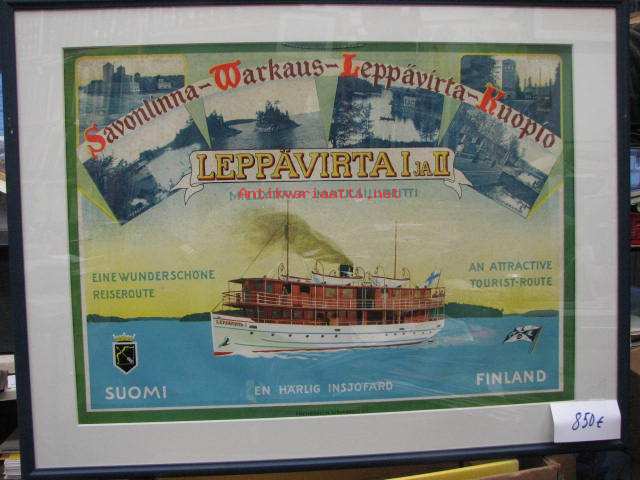 Savonlinna-Warkaus-Leppävirta-Kuopio
LEPPÄVIRTA I JA II
Antikvariaatti.net
EINE WUNDERSCHÖNE
REISEROUTE
AN ATTRACTIVE
TOURIST-ROUTE
LEPPÄVIRTA I
SUOMI
EN HÄRLIG INSJÖFÄRD
FINLAND
850€